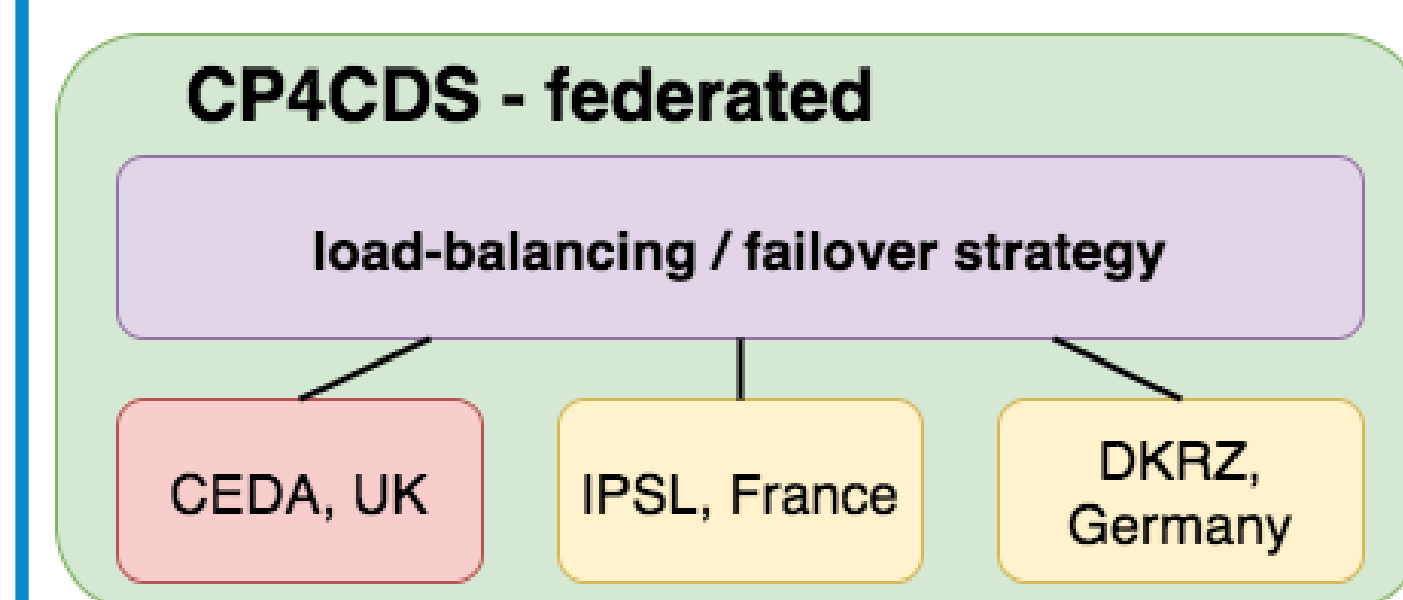 CP4CDS - federated
load-balancing / failover strategy
CEDA, UK
IPSL, France
DKRZ,
Germany